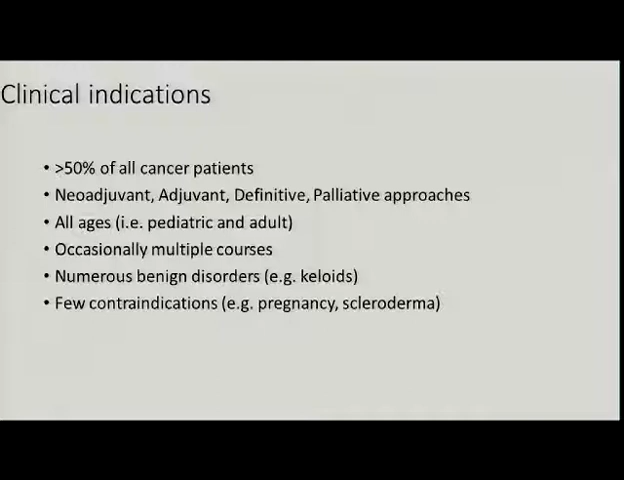 Clinical indications
• >50% of all cancer patients
• Neoadjuvant, Adjuvant, Definitive, Palliative approaches
• All ages (i.e. pediatric and adult)
• Occasionally multiple courses
• Numerous benign disorders (e.g. keloids)
• Few contraindications (e.g. pregnancy, scleroderma)